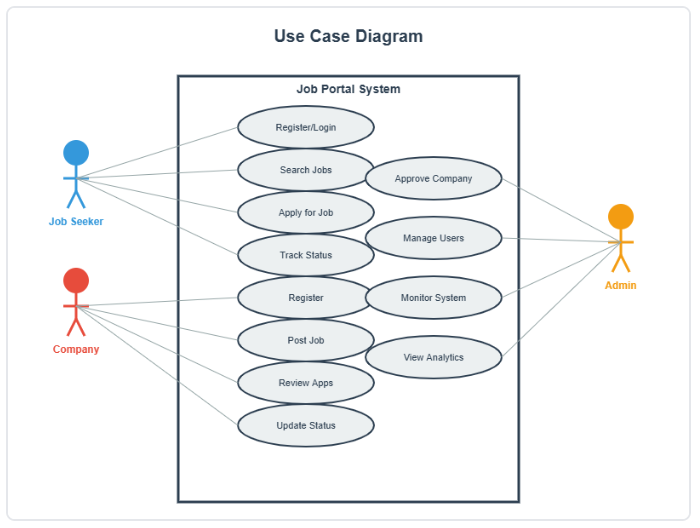 Use Case Diagram
Job Portal System
Register/Login
Search Jobs
Apply for Job
Track Status
Register
Post Job
Review Apps
Update Status
Approve Company
Manage Users
Monitor System
View Analytics
Job Seeker
Company
Admin